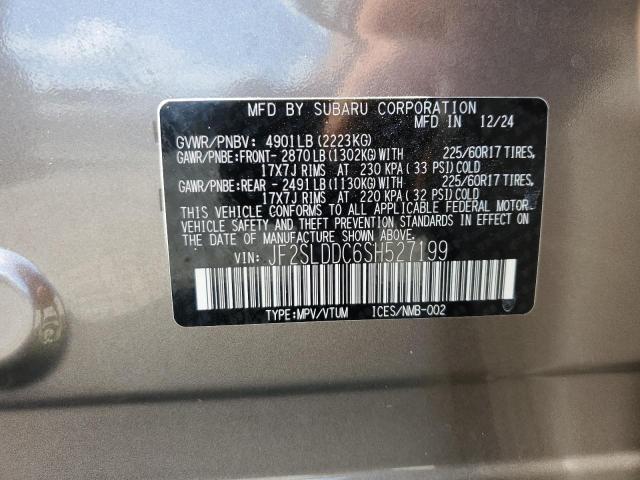 MFD BY SUBARU CORPORATION
MFD IN 12/24
GVWR/PNBV: 4901LB (2223KG)
GAWR/PNBE:FRONT- 2870LB (1302KG)WITH 225/60R17 TIRES,
17X7J RIMS AT 230 KPA (33 PSI) COLD
GAWR/PNBE:REAR - 2491LB (1130KG)WITH 225/60R17 TIRES,
17X7J RIMS AT 220 KPA (32 PSI) COLD
THIS VEHICLE CONFORMS TO ALL APPLICABLE FEDERAL MOTOR
VEHICLE SAFETY AND THEFT PREVENTION STANDARDS IN EFFECT ON
THE DATE OF MANUFACTURE SHOWN ABOVE.
VIN: JF2SLDDC6SH527199
TYPE:MPV/VTUM ICES/NMB-002